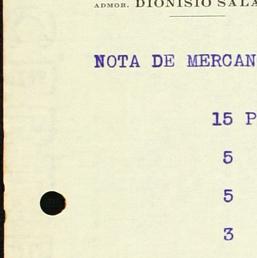 ADMOR. DIONISIO SALA
NOTA DE MERCAN
15 P
5
5
3